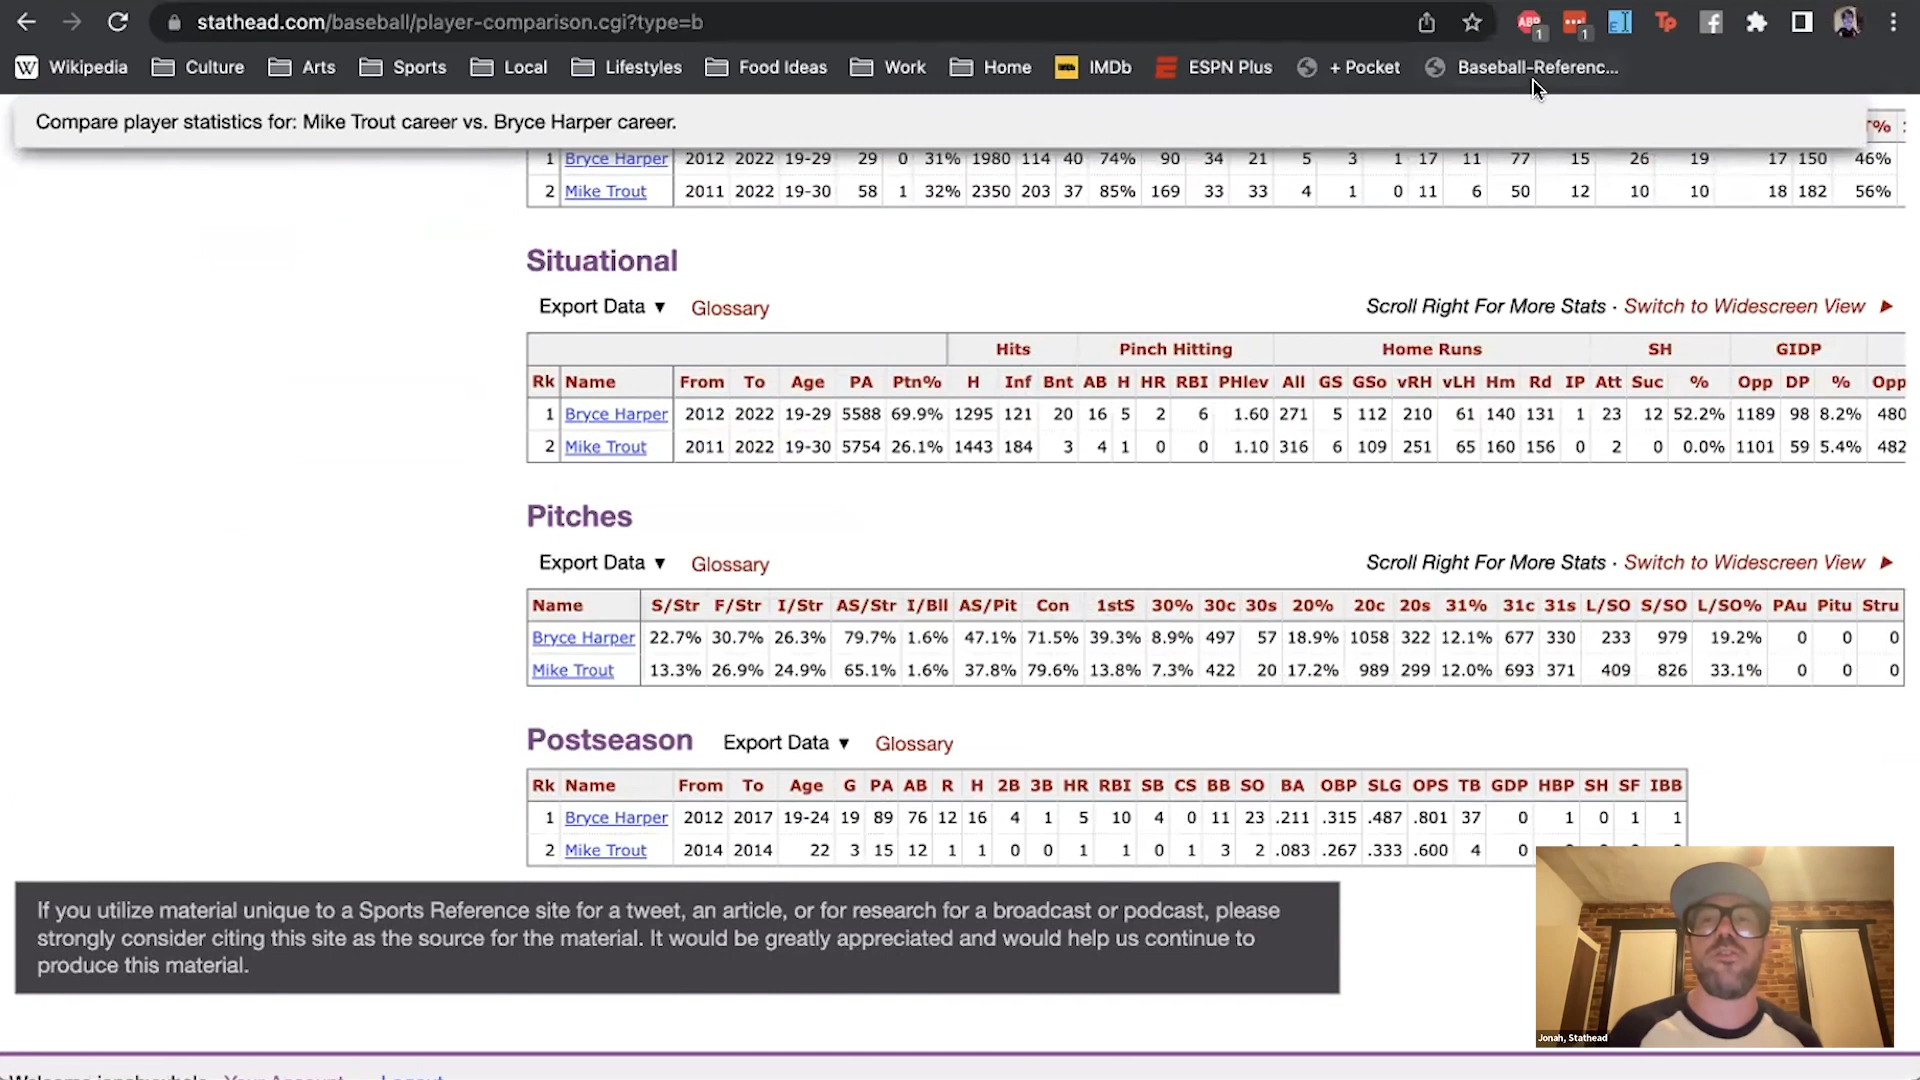 stathead.com/baseball/player-comparison.cgi?type=b
ABP 1 1 Tp
W Wikipedia Culture Arts Sports Local Lifestyles Food Ideas Work Home IMDb ESPN Plus + Pocket Baseball-Referenc...
Compare player statistics for: Mike Trout career vs. Bryce Harper career.
1 Bryce Harper 2012 2022 19-29 29 0 31% 1980 114 40 74% 90 34 21 5 3 1 17 11 77 15 26 19 17 150 46%
2 Mike Trout 2011 2022 19-30 58 1 32% 2350 203 37 85% 169 33 33 4 1 0 11 6 50 12 10 10 18 182 56%
Situational
Export Data ▼ Glossary Scroll Right For More Stats · Switch to Widescreen View ►
Hits Pinch Hitting Home Runs SH GIDP
Rk Name From To Age PA Ptn% H Inf Bnt AB H HR RBI PHlev All GS GSo vRH vLH Hm Rd IP Att Suc % Opp DP % Opp
1 Bryce Harper 2012 2022 19-29 5588 69.9% 1295 121 20 16 5 2 6 1.60 271 5 112 210 61 140 131 1 23 12 52.2% 1189 98 8.2% 480
2 Mike Trout 2011 2022 19-30 5754 26.1% 1443 184 3 4 1 0 0 1.10 316 6 109 251 65 160 156 0 2 0 0.0% 1101 59 5.4% 482
Pitches
Export Data ▼ Glossary Scroll Right For More Stats · Switch to Widescreen View ►
Name S/Str F/Str I/Str AS/Str I/Bll AS/Pit Con 1stS 30% 30c 30s 20% 20c 20s 31% 31c 31s L/SO S/SO L/SO% PAu Pitu Stru
Bryce Harper 22.7% 30.7% 26.3% 79.7% 1.6% 47.1% 71.5% 39.3% 8.9% 497 57 18.9% 1058 322 12.1% 677 330 233 979 19.2% 0 0 0
Mike Trout 13.3% 26.9% 24.9% 65.1% 1.6% 37.8% 79.6% 13.8% 7.3% 422 20 17.2% 989 299 12.0% 693 371 409 826 33.1% 0 0 0
Postseason Export Data ▼ Glossary
Rk Name From To Age G PA AB R H 2B 3B HR RBI SB CS BB SO BA OBP SLG OPS TB GDP HBP SH SF IBB
1 Bryce Harper 2012 2017 19-24 19 89 76 12 16 4 1 5 10 4 0 11 23 .211 .315 .487 .801 37 0 1 0 1 1
2 Mike Trout 2014 2014 22 3 15 12 1 1 0 0 1 1 0 1 3 2 .083 .267 .333 .600 4 0
If you utilize material unique to a Sports Reference site for a tweet, an article, or for research for a broadcast or podcast, please
strongly consider citing this site as the source for the material. It would be greatly appreciated and would help us continue to
produce this material.
Jonah, Stathead